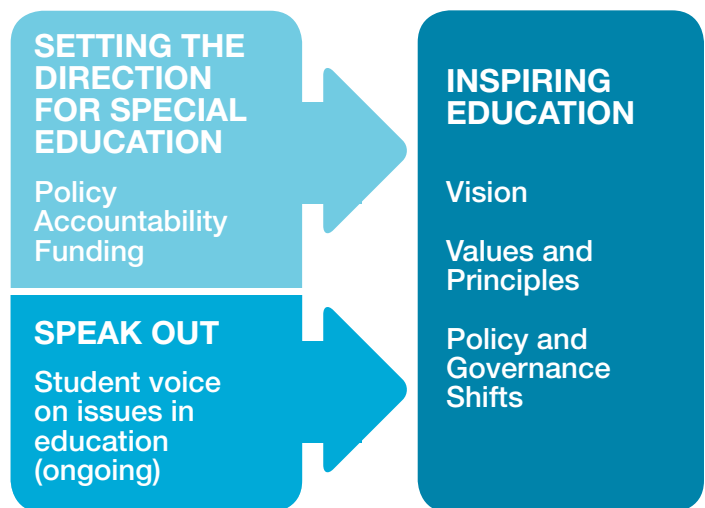 SETTING THE
DIRECTION
FOR SPECIAL
EDUCATION
Policy
Accountability
Funding
SPEAK OUT
Student voice
on issues in
education
(ongoing)
INSPIRING
EDUCATION
Vision
Values and
Principles
Policy and
Governance
Shifts